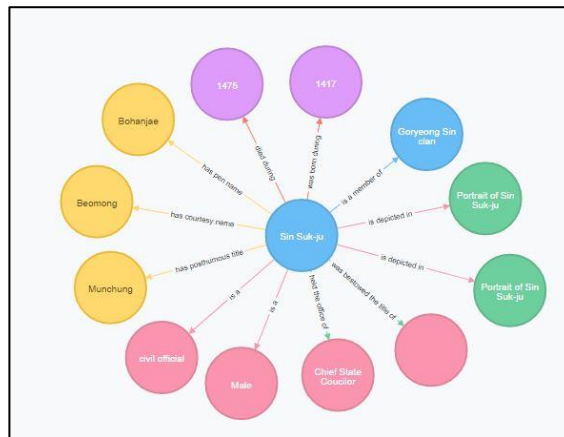 1475
1417
Bohanjae
Goryeong Sin
clan
died during
was born during
has pen name
is a member of
Beomong
Portrait of Sin
Suk-ju
has courtesy name
is depicted in
Sin Suk-ju
Munchung
has posthumous title
is depicted in
Portrait of Sin
Suk-ju
is a
is a
held the office of
was bestowed the title of
civil official
Male
Chief State
Coucilor